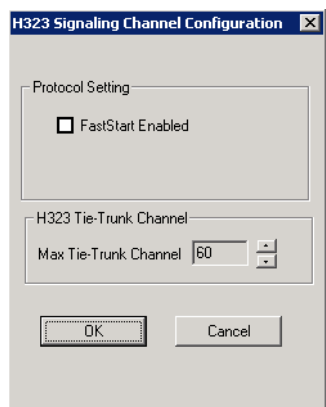 H323 Signaling Channel Configuration
Protocol Setting
FastStart Enabled
H323 Tie-Trunk Channel
Max Tie-Trunk Channel 60
OK Cancel